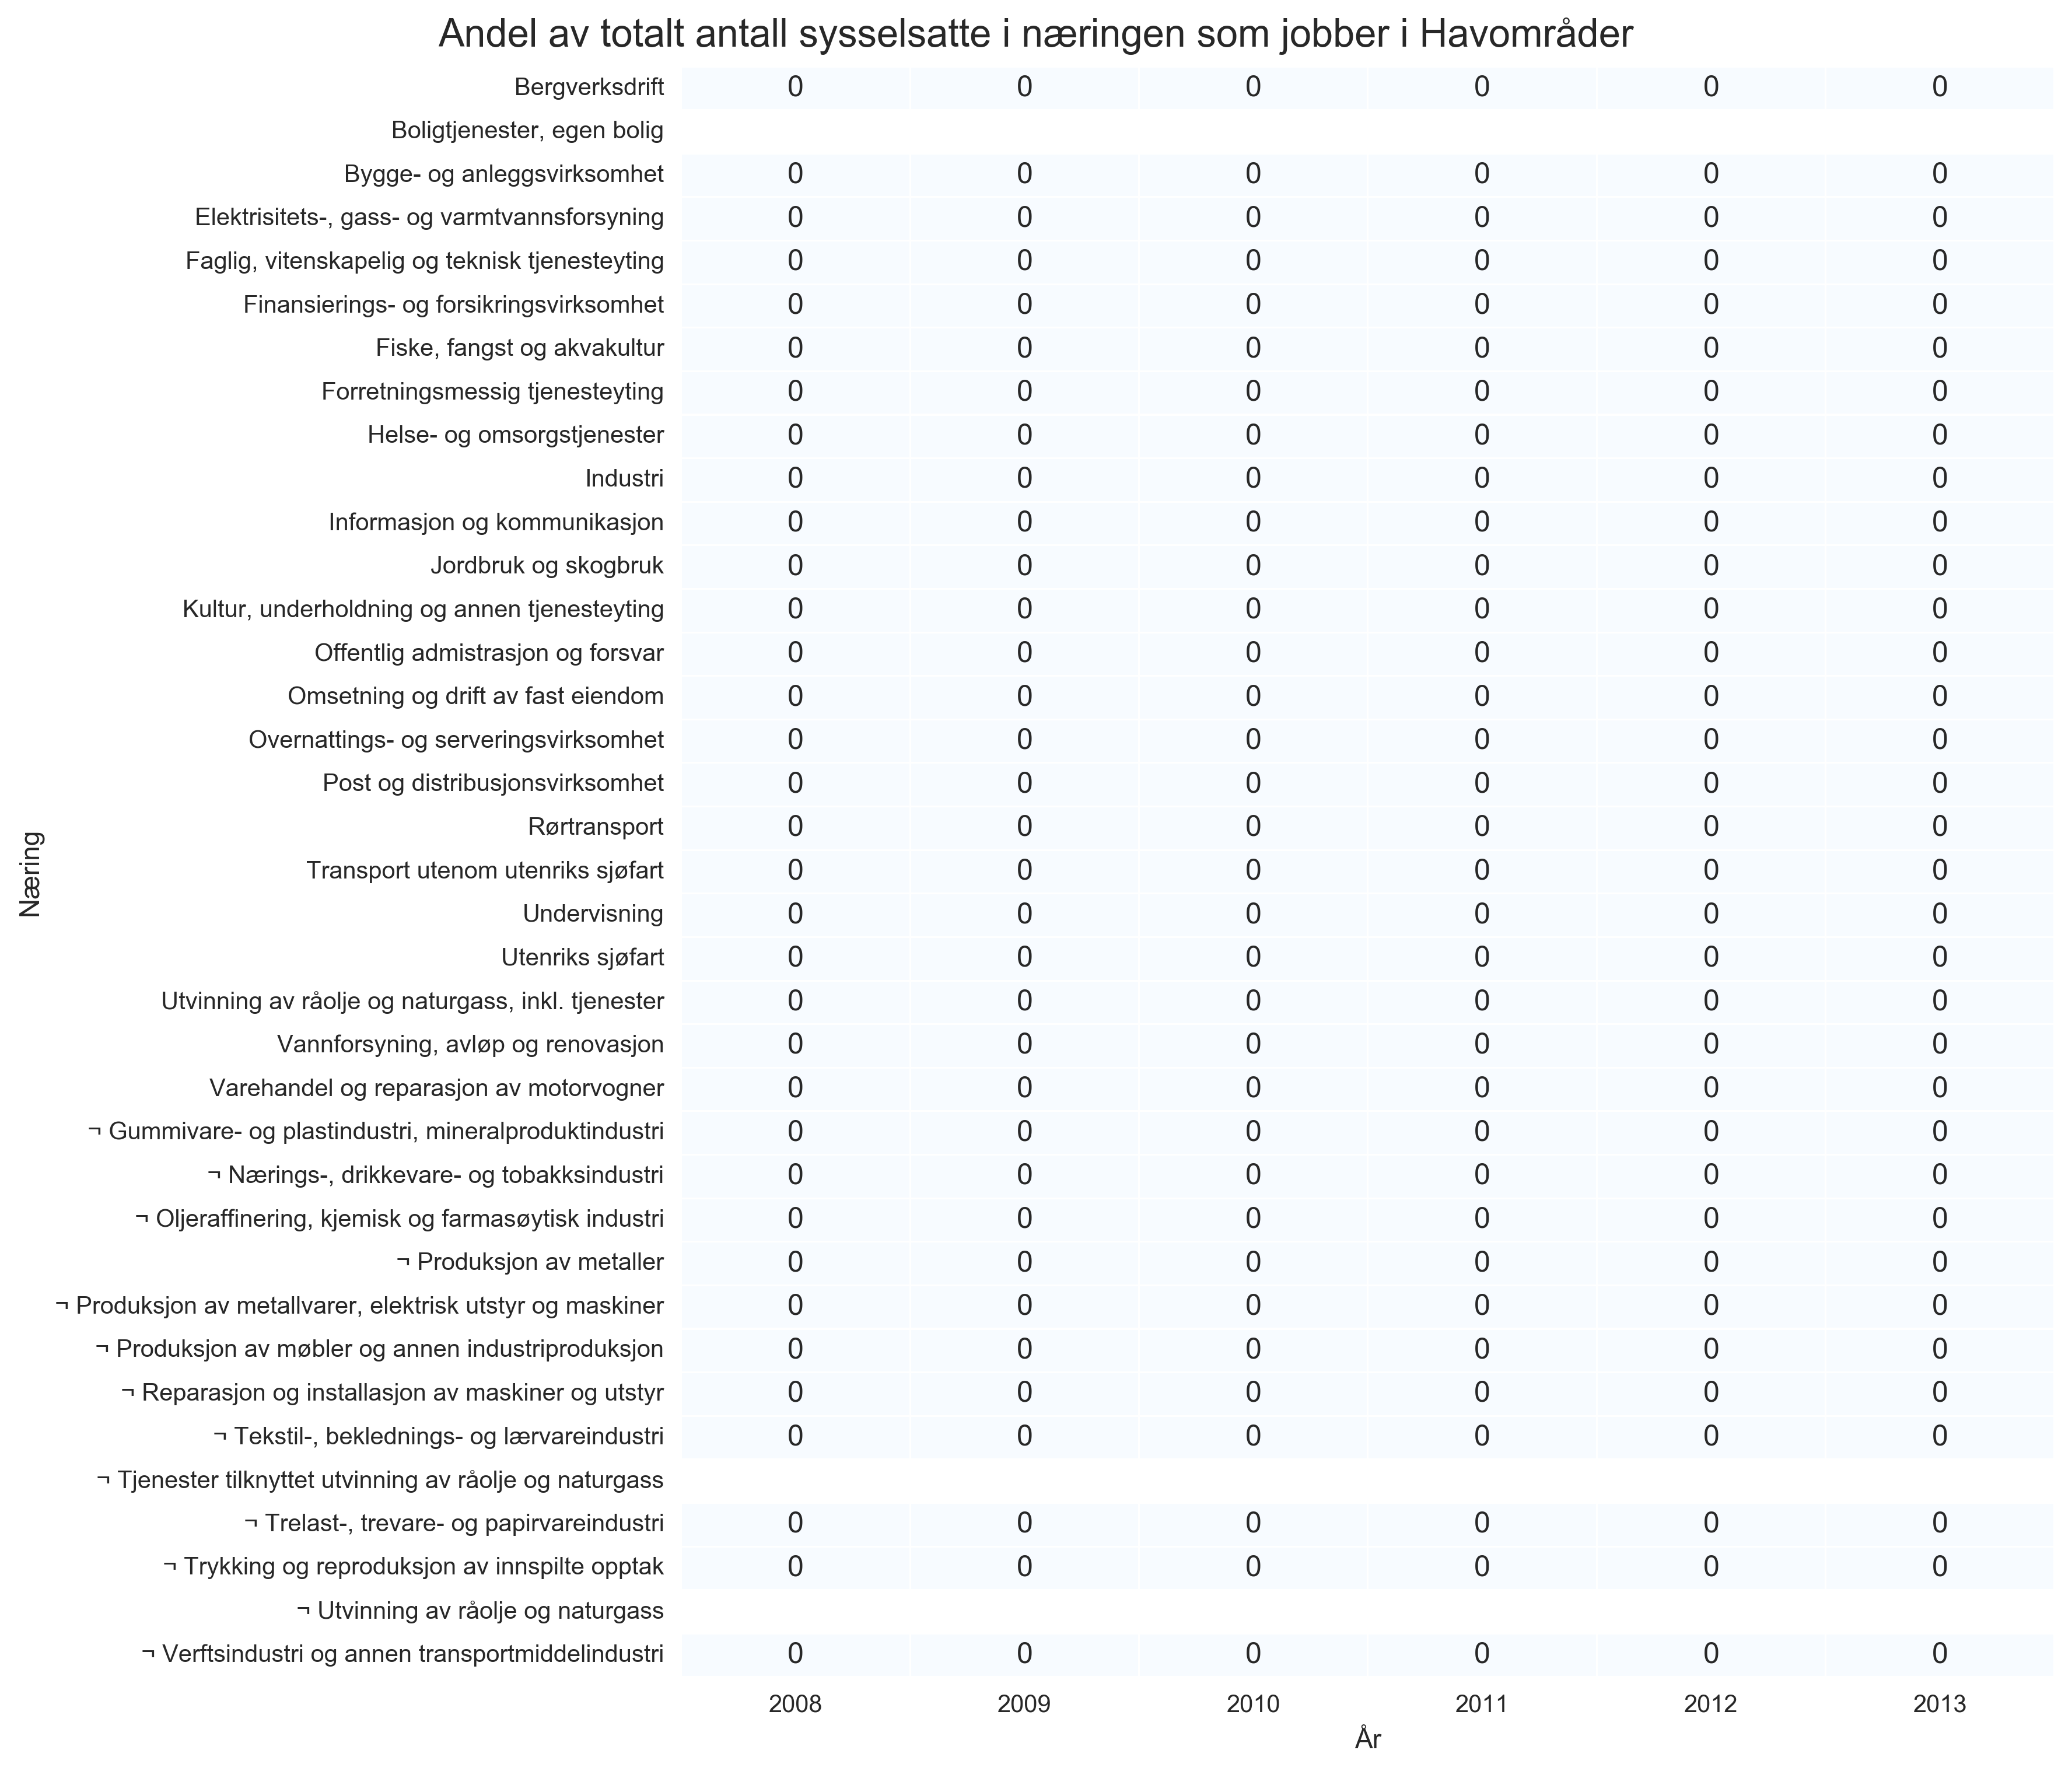 Andel av totalt antall sysselsatte i næringen som jobber i Havområder
Næring
Bergverksdrift 0 0 0 0 0 0
Boligtjenester, egen bolig
Bygge- og anleggsvirksomhet 0 0 0 0 0 0
Elektrisitets-, gass- og varmtvannsforsyning 0 0 0 0 0 0
Faglig, vitenskapelig og teknisk tjenesteyting 0 0 0 0 0 0
Finansierings- og forsikringsvirksomhet 0 0 0 0 0 0
Fiske, fangst og akvakultur 0 0 0 0 0 0
Forretningsmessig tjenesteyting 0 0 0 0 0 0
Helse- og omsorgstjenester 0 0 0 0 0 0
Industri 0 0 0 0 0 0
Informasjon og kommunikasjon 0 0 0 0 0 0
Jordbruk og skogbruk 0 0 0 0 0 0
Kultur, underholdning og annen tjenesteyting 0 0 0 0 0 0
Offentlig admistrasjon og forsvar 0 0 0 0 0 0
Omsetning og drift av fast eiendom 0 0 0 0 0 0
Overnattings- og serveringsvirksomhet 0 0 0 0 0 0
Post og distribusjonsvirksomhet 0 0 0 0 0 0
Rørtransport 0 0 0 0 0 0
Transport utenom utenriks sjøfart 0 0 0 0 0 0
Undervisning 0 0 0 0 0 0
Utenriks sjøfart 0 0 0 0 0 0
Utvinning av råolje og naturgass, inkl. tjenester 0 0 0 0 0 0
Vannforsyning, avløp og renovasjon 0 0 0 0 0 0
Varehandel og reparasjon av motorvogner 0 0 0 0 0 0
¬ Gummivare- og plastindustri, mineralproduktindustri 0 0 0 0 0 0
¬ Nærings-, drikkevare- og tobakksindustri 0 0 0 0 0 0
¬ Oljeraffinering, kjemisk og farmasøytisk industri 0 0 0 0 0 0
¬ Produksjon av metaller 0 0 0 0 0 0
¬ Produksjon av metallvarer, elektrisk utstyr og maskiner 0 0 0 0 0 0
¬ Produksjon av møbler og annen industriproduksjon 0 0 0 0 0 0
¬ Reparasjon og installasjon av maskiner og utstyr 0 0 0 0 0 0
¬ Tekstil-, beklednings- og lærvareindustri 0 0 0 0 0 0
¬ Tjenester tilknyttet utvinning av råolje og naturgass
¬ Trelast-, trevare- og papirvareindustri 0 0 0 0 0 0
¬ Trykking og reproduksjon av innspilte opptak 0 0 0 0 0 0
¬ Utvinning av råolje og naturgass
¬ Verftsindustri og annen transportmiddelindustri 0 0 0 0 0 0
2008 2009 2010 2011 2012 2013
År